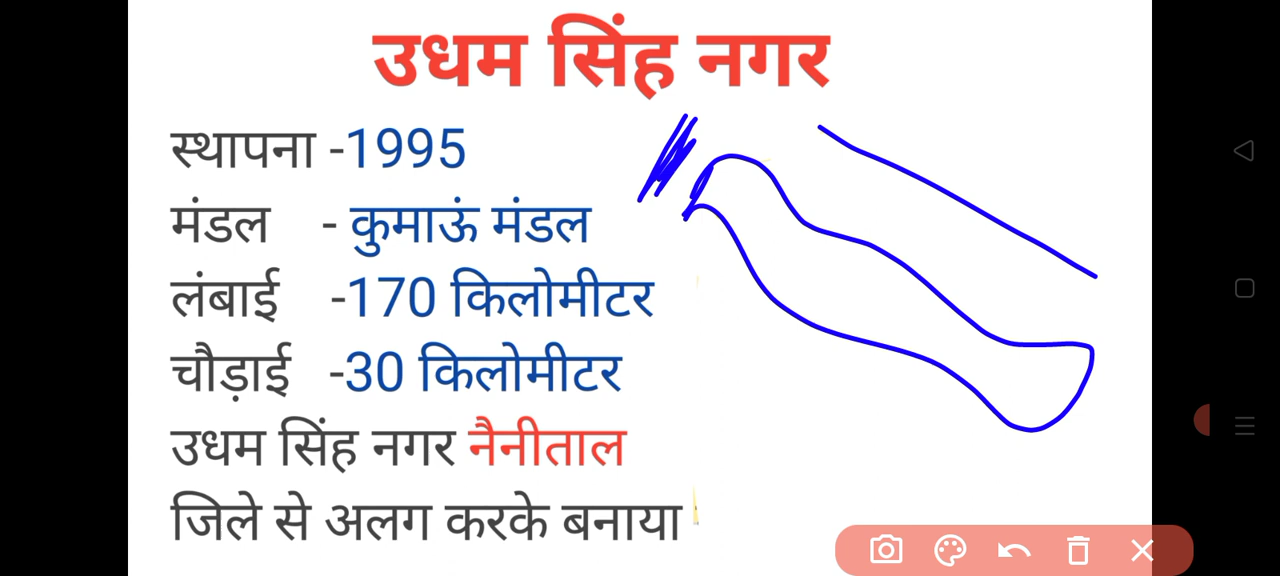 उधम सिंह नगर
स्थापना -1995
मंडल - कुमाऊं मंडल
लंबाई -170 किलोमीटर
चौड़ाई -30 किलोमीटर
उधम सिंह नगर नैनीताल
जिले से अलग करके बनाया